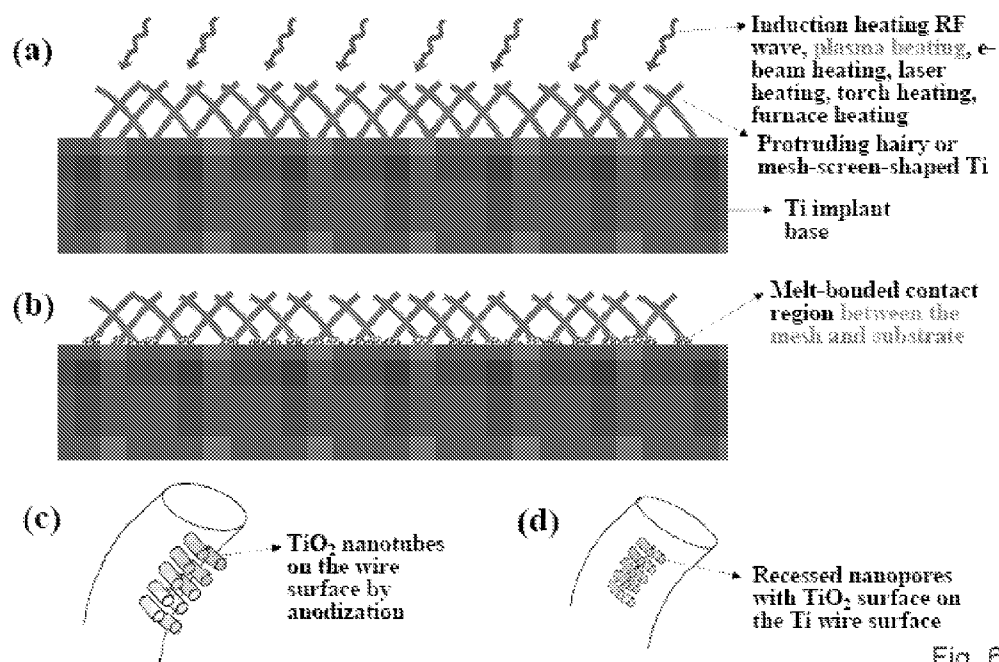 (a)
Induction heating RF
wave, plasma heating, e-
beam heating, laser
heating, torch heating,
furnace heating
Protruding hairy or
mesh-screen-shaped Ti
Ti implant
base
(b)
Melt-bonded contact
region between the
mesh and substrate
(c)
TiO₂ nanotubes
on the wire
surface by
anodization
(d)
Recessed nanopores
with TiO₂ surface on
the Ti wire surface
Fig. 6